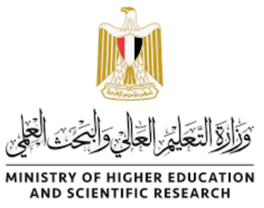 وزارة التعليم العالي والبحث العلمي
MINISTRY OF HIGHER EDUCATION
AND SCIENTIFIC RESEARCH